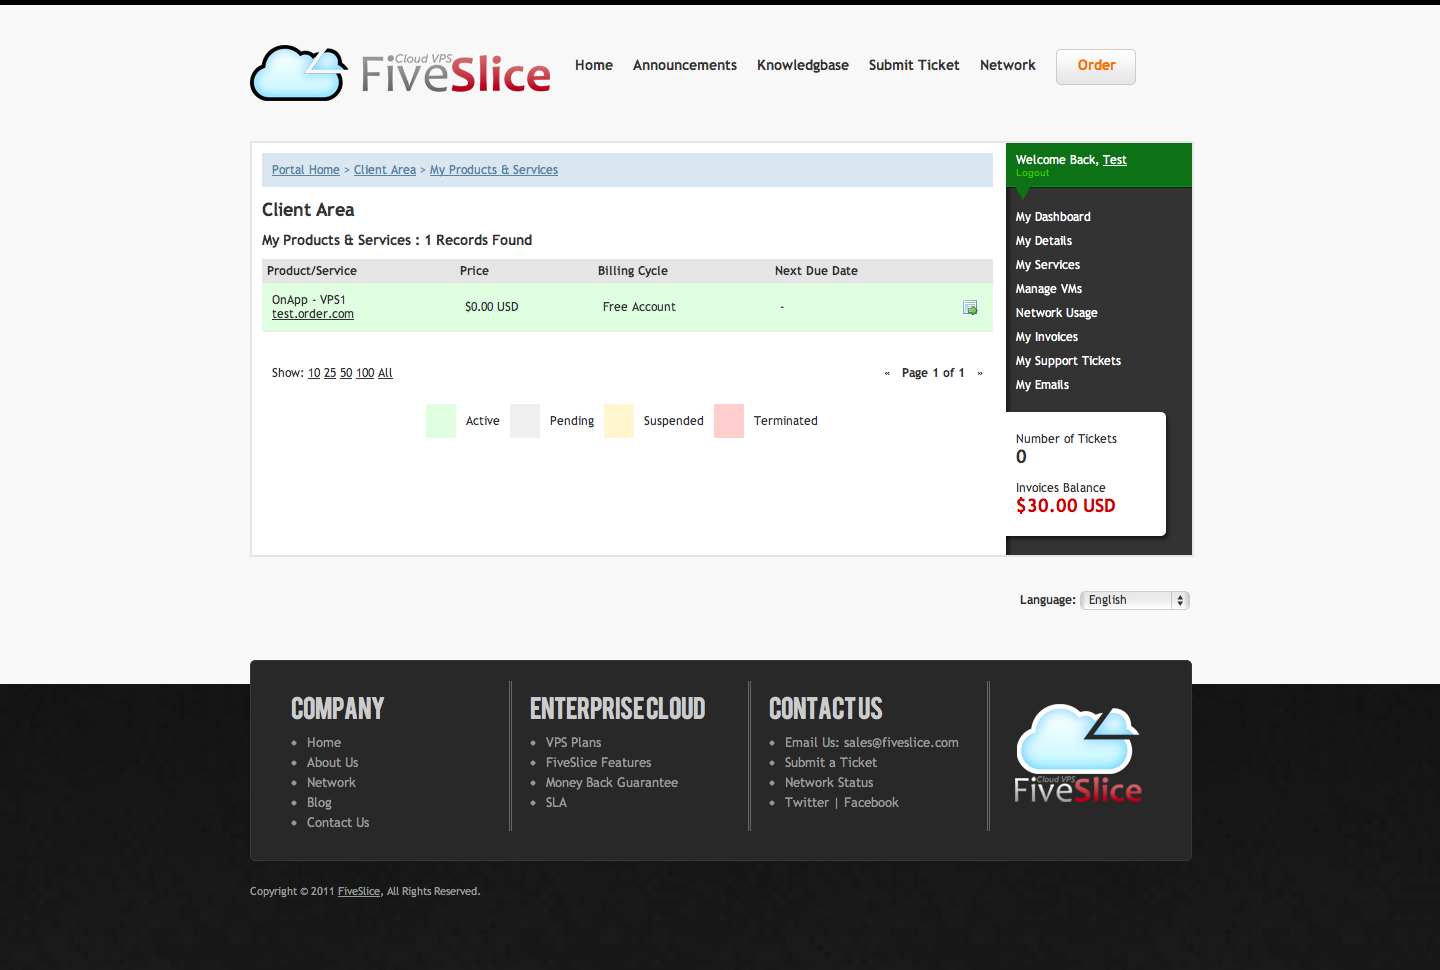 Cloud VPS
FiveSlice
Home Announcements Knowledgbase Submit Ticket Network Order
Portal Home > Client Area > My Products & Services
Client Area
My Products & Services : 1 Records Found
Product/Service Price Billing Cycle Next Due Date
OnApp - VPS1
test.order.com
$0.00 USD Free Account -
Show: 10 25 50 100 All
« Page 1 of 1 »
Active Pending Suspended Terminated
Welcome Back, Test
Logout
My Dashboard
My Details
My Services
Manage VMs
Network Usage
My Invoices
My Support Tickets
My Emails
Number of Tickets
0
Invoices Balance
$30.00 USD
Language: English
COMPANY
Home
About Us
Network
Blog
Contact Us
ENTERPRISE CLOUD
VPS Plans
FiveSlice Features
Money Back Guarantee
SLA
CONTACT US
Email Us: sales@fiveslice.com
Submit a Ticket
Network Status
Twitter | Facebook
Cloud VPS
FiveSlice
Copyright © 2011 FiveSlice, All Rights Reserved.